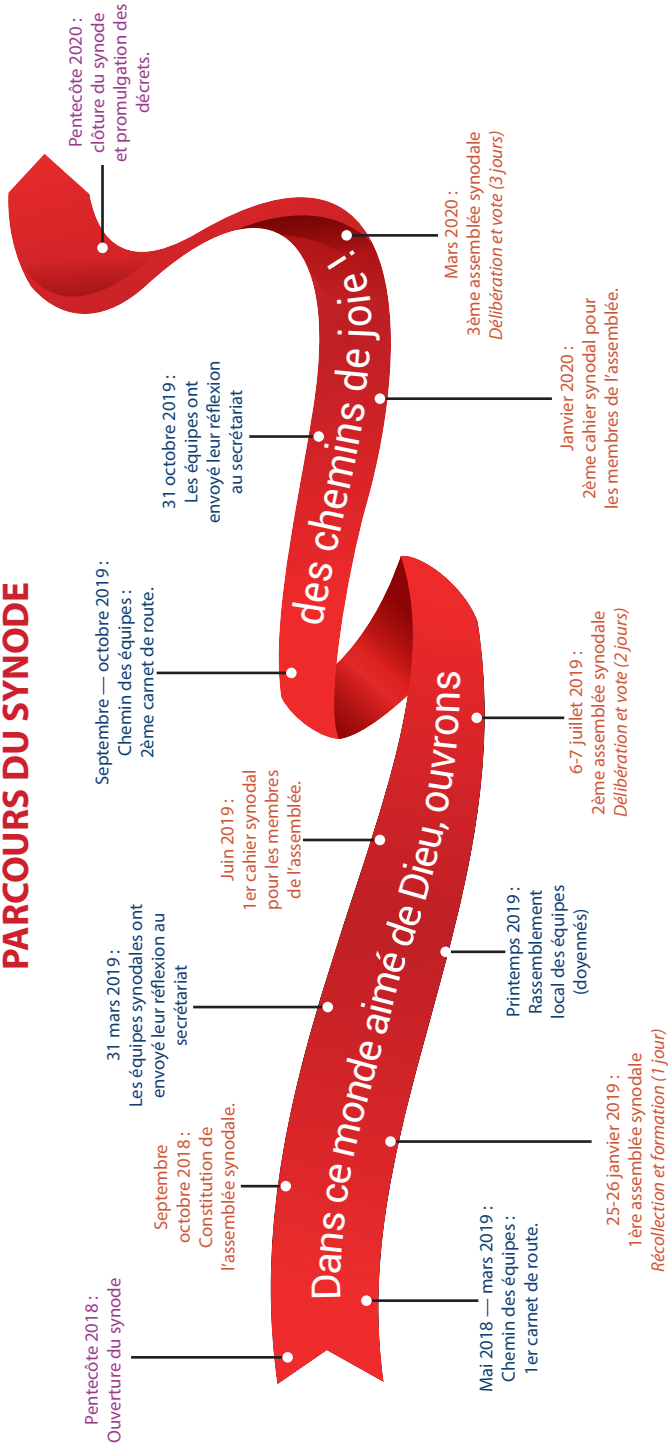 PARCOURS DU SYNODE
Pentecôte 2018 :
Ouverture du synode
Mai 2018 — mars 2019 :
Chemin des équipes :
1er carnet de route.
Septembre
octobre 2018 :
Constitution de
l’assemblée synodale.
25-26 janvier 2019 :
1ère assemblée synodale
Récollection et formation (1 jour)
31 mars 2019 :
Les équipes synodales ont
envoyé leur réflexion au
secrétariat
Printemps 2019 :
Rassemblement
local des équipes
(doyennés)
Juin 2019 :
1er cahier synodal
pour les membres
de l’assemblée.
6-7 juillet 2019 :
2ème assemblée synodale
Délibération et vote (2 jours)
Septembre — octobre 2019 :
Chemin des équipes :
2ème carnet de route.
31 octobre 2019 :
Les équipes ont
envoyé leur réflexion
au secrétariat
Janvier 2020 :
2ème cahier synodal pour
les membres de l’assemblée.
Mars 2020 :
3ème assemblée synodale
Délibération et vote (3 jours)
Pentecôte 2020 :
clôture du synode
et promulgation des
décrets.
Dans ce monde aimé de Dieu, ouvrons
des chemins de joie !